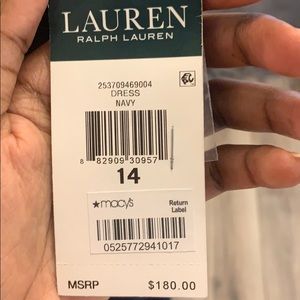 LAUREN
RALPH LAUREN
253709469004
DRESS
NAVY
8 82909 30957
14
★macy's
Return
Label
0525772941017
MSRP $180.00